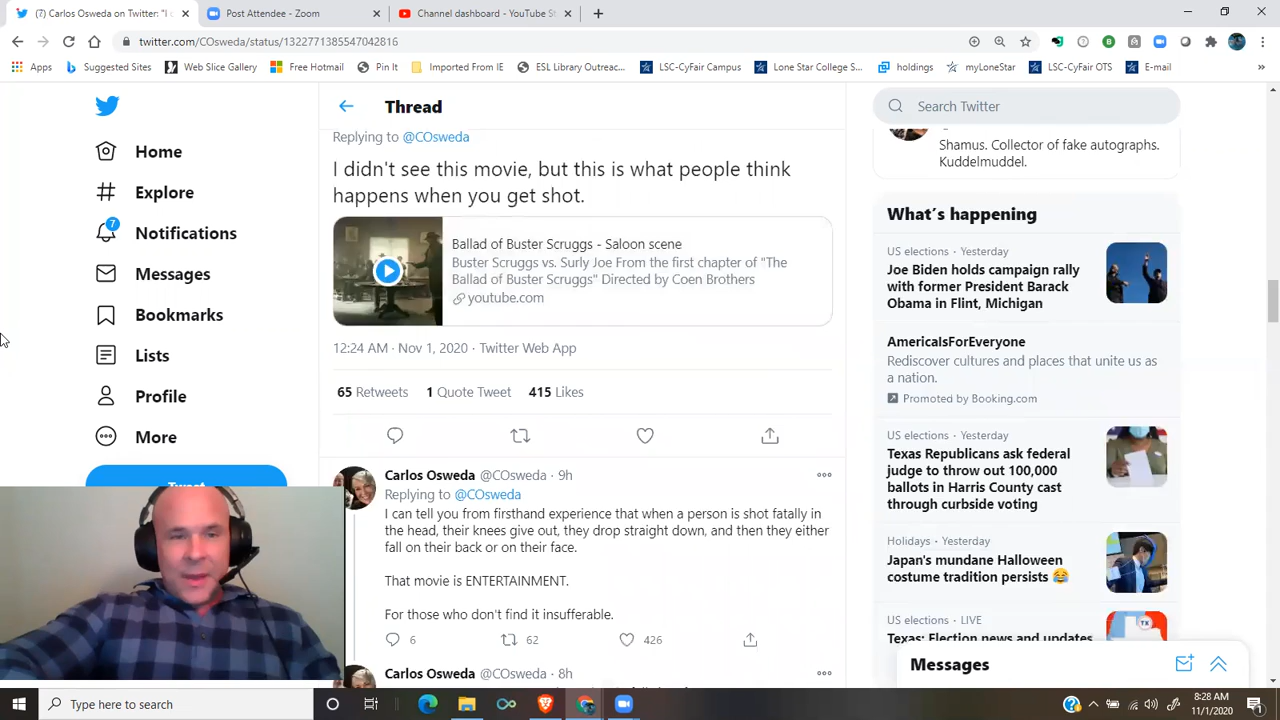 (7) Carlos Osweda on Twitter: "I d
Post Attendee - Zoom
Channel dashboard - YouTube St
twitter.com/COsweda/status/1322771385547042816
Apps
Suggested Sites
Web Slice Gallery
Free Hotmail
Pin It
Imported From IE
ESL Library Outreac...
LSC-CyFair Campus
Lone Star College S...
holdings
myLoneStar
LSC-CyFair OTS
E-mail
»
Home
Explore
7
Notifications
Messages
Bookmarks
Lists
Profile
More
Tweet
Thread
Replying to @COsweda
I didn't see this movie, but this is what people think
happens when you get shot.
Ballad of Buster Scruggs - Saloon scene
Buster Scruggs vs. Surly Joe From the first chapter of "The
Ballad of Buster Scruggs" Directed by Coen Brothers
youtube.com
12:24 AM · Nov 1, 2020 · Twitter Web App
65 Retweets 1 Quote Tweet 415 Likes
Carlos Osweda @COsweda · 9h
Replying to @COsweda
I can tell you from firsthand experience that when a person is shot fatally in
the head, their knees give out, they drop straight down, and then they either
fall on their back or on their face.
That movie is ENTERTAINMENT.
For those who don't find it insufferable.
6 62 426
Carlos Osweda @COsweda · 8h
Search Twitter
Shamus. Collector of fake autographs.
Kuddelmuddel.
What's happening
US elections · Yesterday
Joe Biden holds campaign rally
with former President Barack
Obama in Flint, Michigan
AmericaIsForEveryone
Rediscover cultures and places that unite us as
a nation.
Promoted by Booking.com
US elections · Yesterday
Texas Republicans ask federal
judge to throw out 100,000
ballots in Harris County cast
through curbside voting
Holidays · Yesterday
Japan's mundane Halloween
costume tradition persists 😂
US elections · LIVE
Texas: Election news and updates
Messages
Type here to search
8:28 AM
11/1/2020